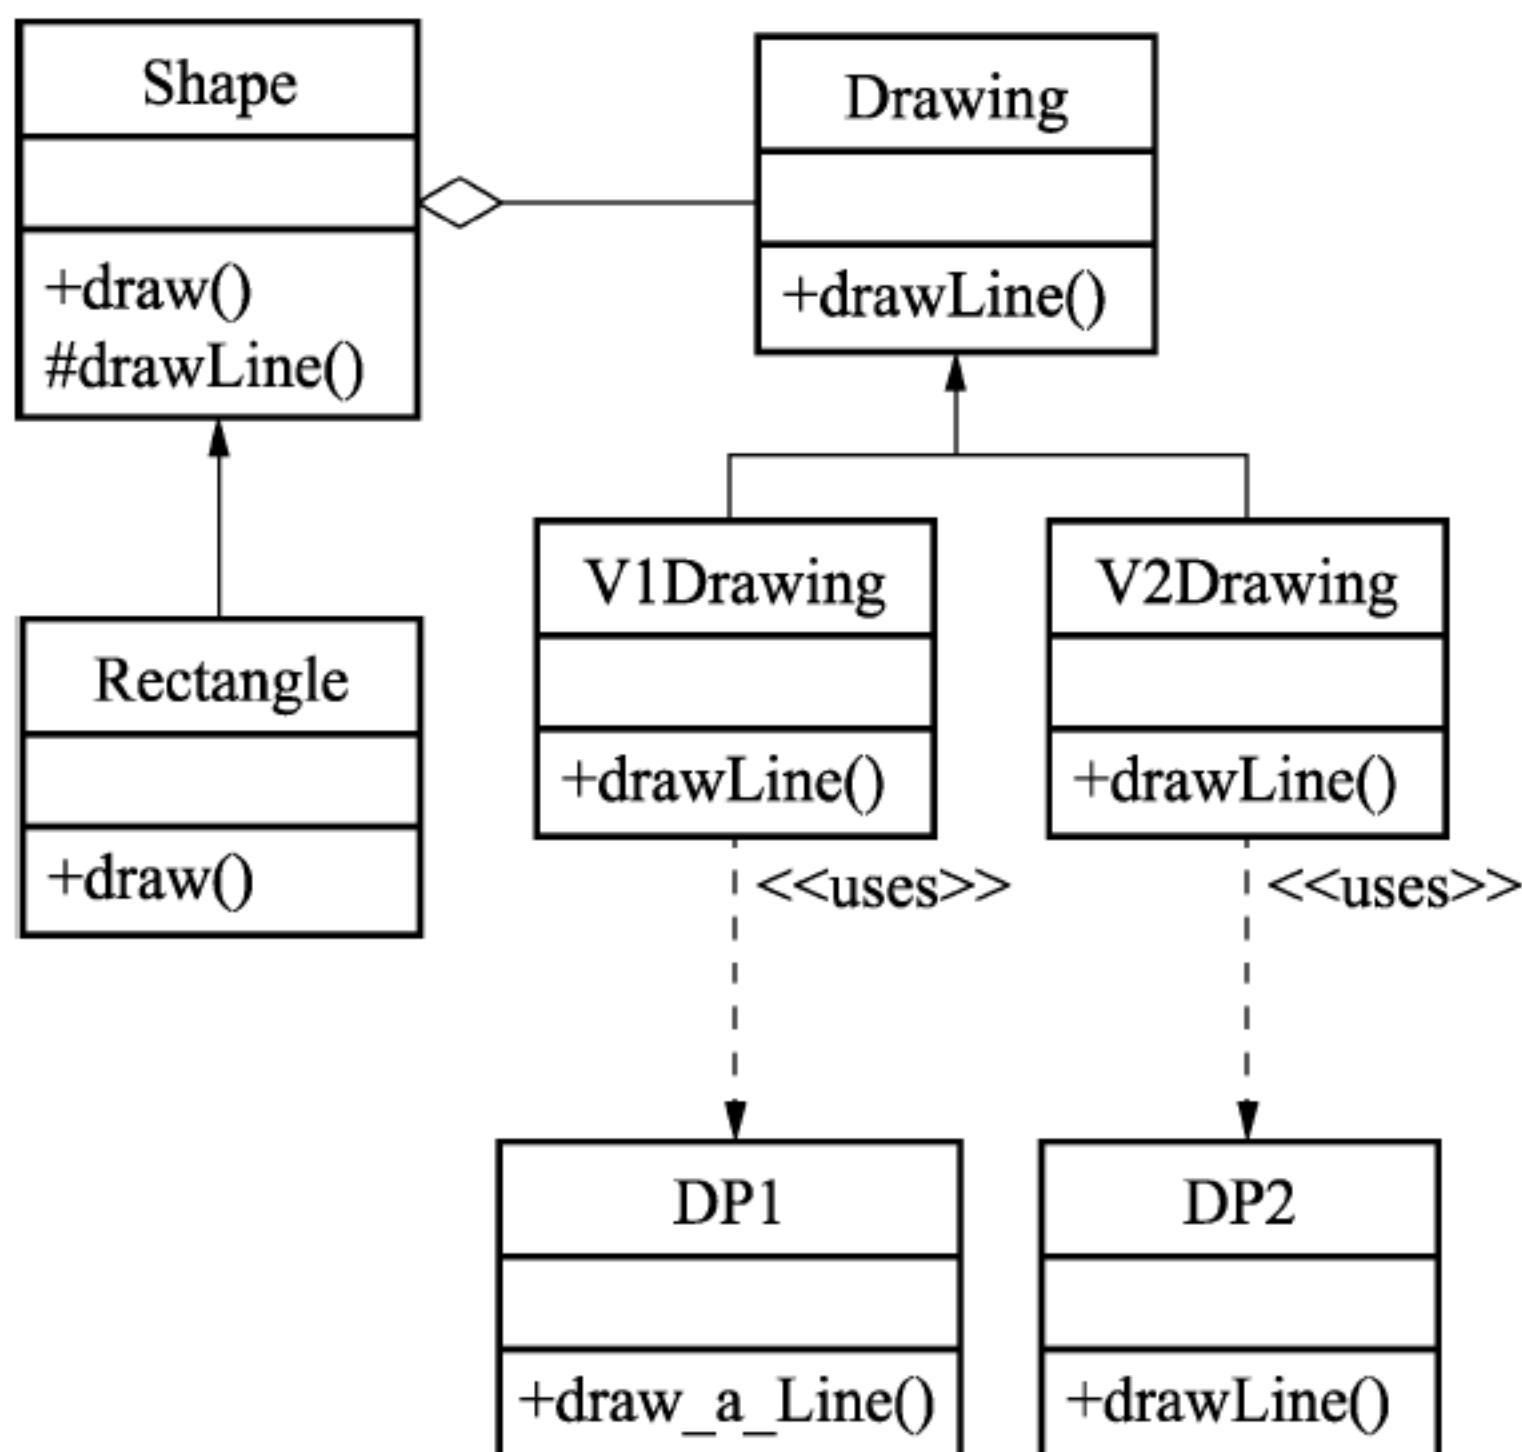 Shape
+draw()
#drawLine()
Drawing
+drawLine()
Rectangle
+draw()
V1Drawing
+drawLine()
V2Drawing
+drawLine()
<<uses>>
<<uses>>
DP1
+draw_a_Line()
DP2
+drawLine()